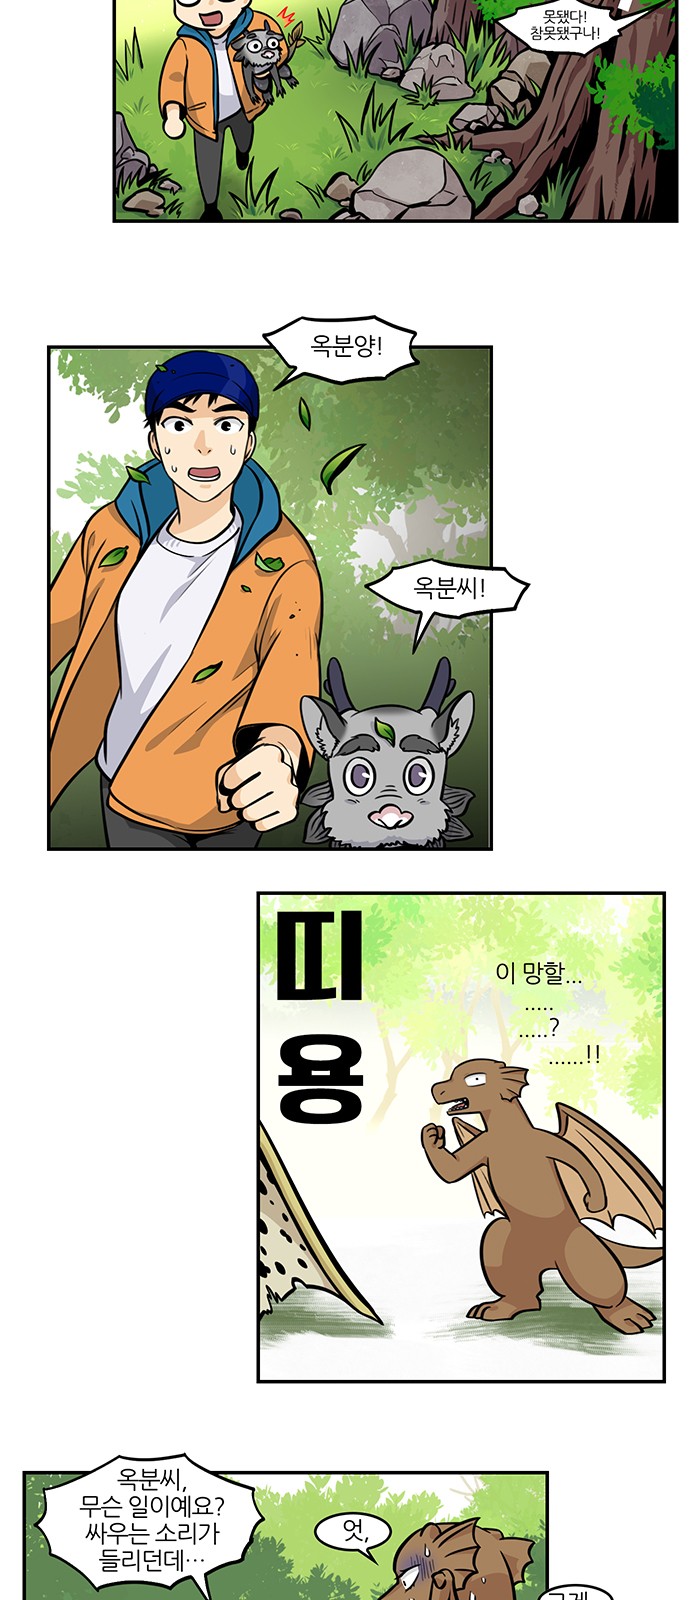 못됐다!
참못됐구나!
옥분양!
옥분씨!
띠
용
이 망할...
.....
.....?
......!!
옥분씨,
무슨 일이예요?
싸우는 소리가
들리던데…
엇,